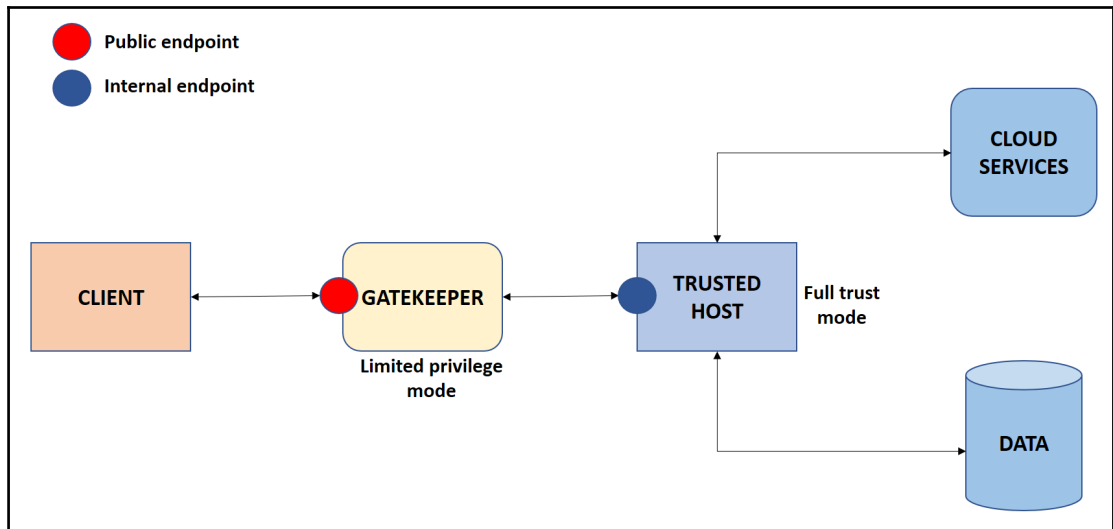 Public endpoint
Internal endpoint
CLOUD
SERVICES
CLIENT
GATEKEEPER
Limited privilege
mode
TRUSTED
HOST
Full trust
mode
DATA